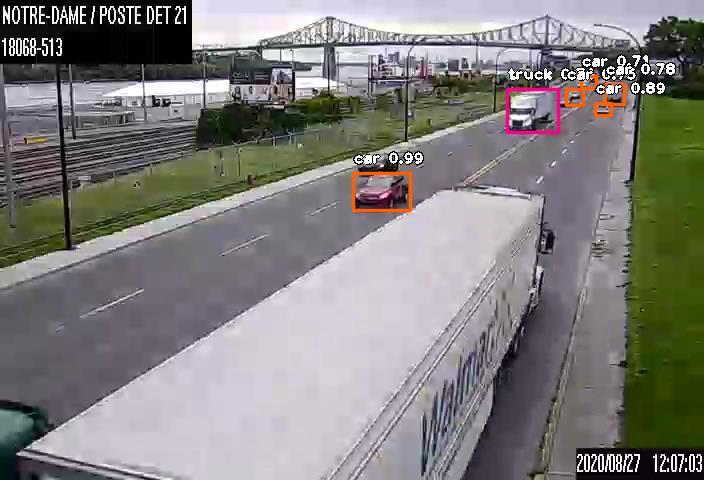 NOTRE-DAME / POSTE DET 21
18068-513
car 0.71
car 0.78
truck
car 0.89
car 0.99
Walmart
2020/08/27 12:07:03